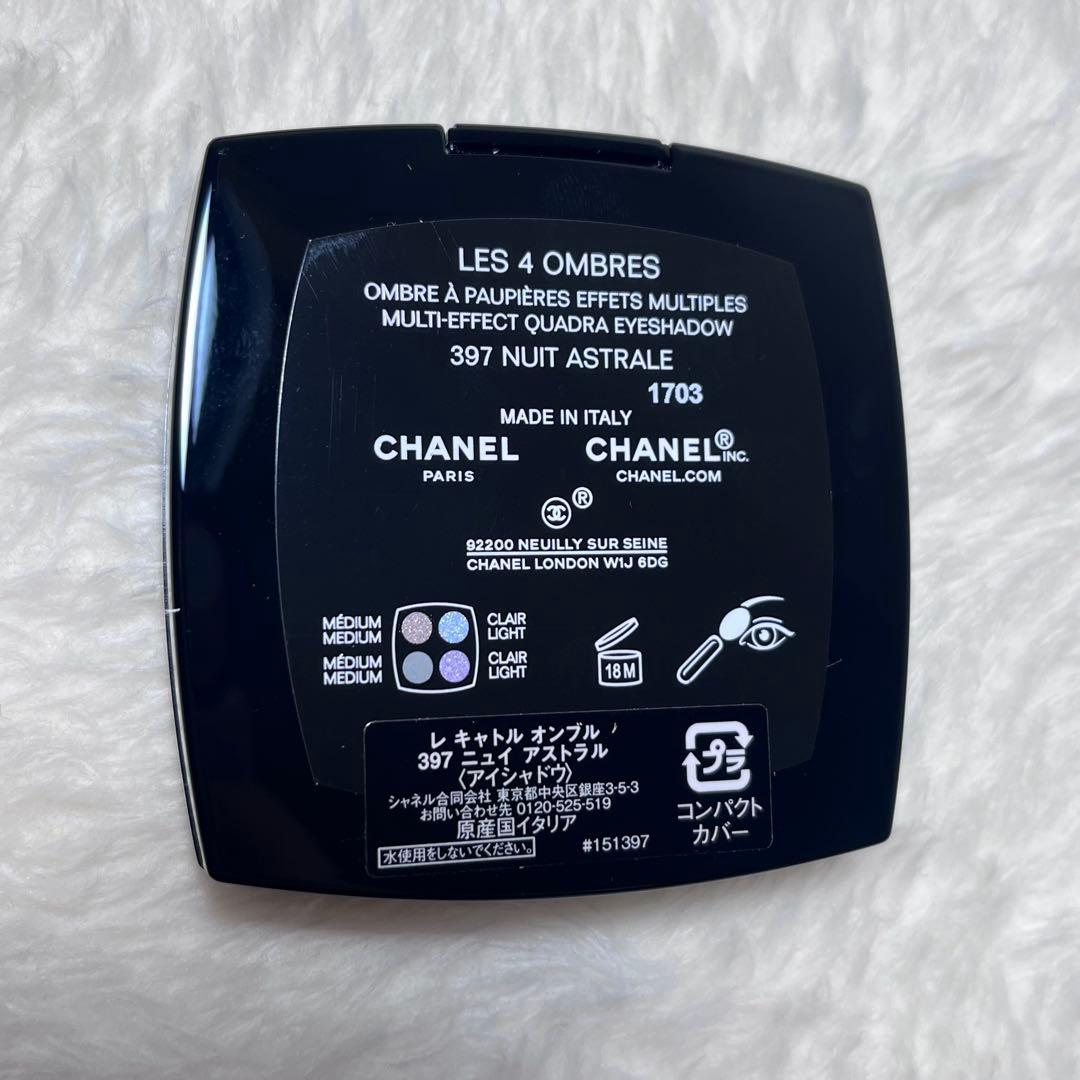 LES 4 OMBRES
OMBRE À PAUPIÈRES EFFETS MULTIPLES
MULTI-EFFECT QUADRA EYESHADOW
397 NUIT ASTRALE
1703
MADE IN ITALY
CHANEL
PARIS
CHANEL® INC.
CHANEL.COM
®
92200 NEUILLY SUR SEINE
CHANEL LONDON W1J 6DG
MÉDIUM
MEDIUM
CLAIR
LIGHT
MÉDIUM
MEDIUM
CLAIR
LIGHT
18M
レ キャトル オンブル
397 ニュイ アストラル
〈アイシャドウ〉
シャネル合同会社 東京都中央区銀座3-5-3
お問い合わせ先 0120-525-519
原産国イタリア
水使用をしないでください。
#151397
プラ
コンパクト
カバー